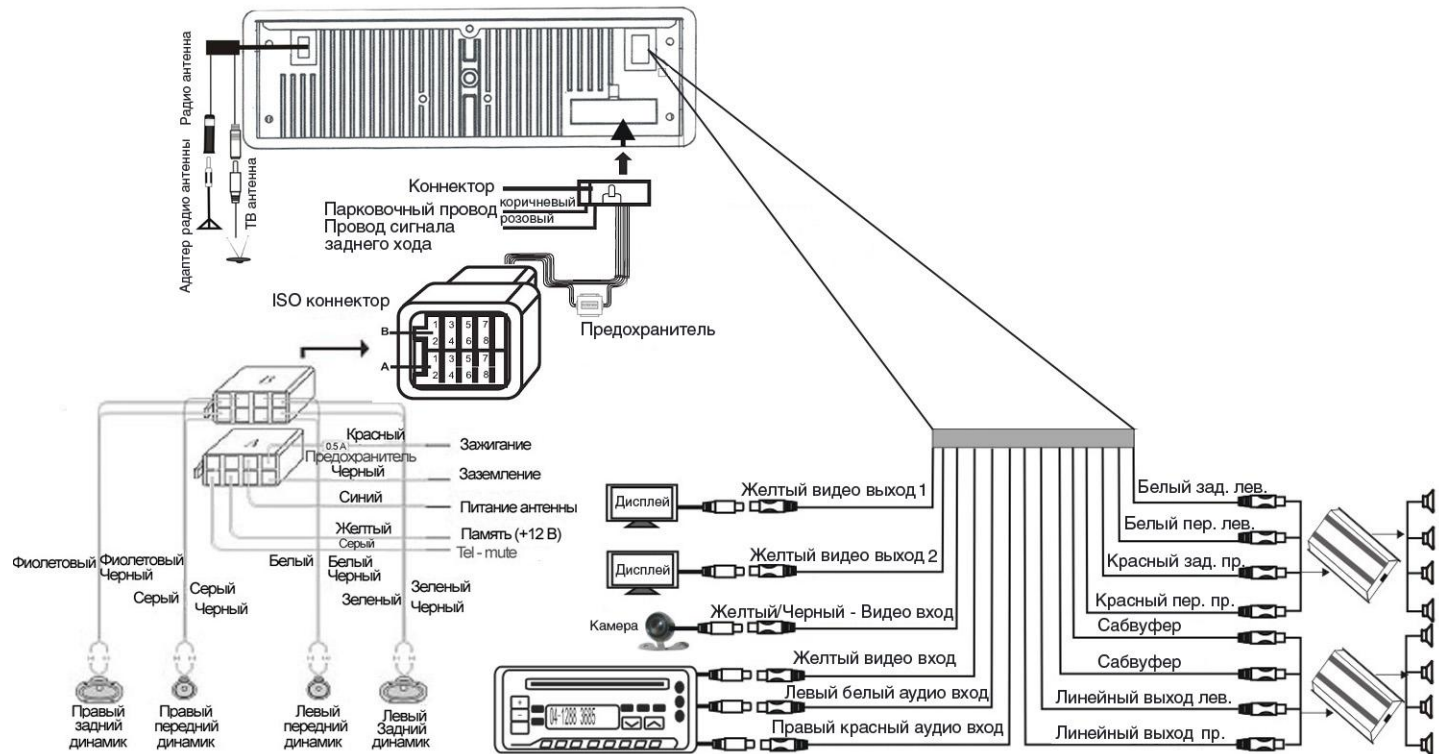 Адаптер радио антенны
Радио антенна
ТВ антенна
Коннектор
Парковочный провод
коричневый
Провод сигнала
розовый
заднего хода
ISO коннектор
Предохранитель
B
1 3 5 7
2 4 6 8
A
1 3 5 7
2 4 6 8
B
A
Красный
0.5 A
Предохранитель
Зажигание
Черный
Заземление
Синий
Питание антенны
Желтый
Память (+12 В)
Серый
Tel - mute
Фиолетовый
Фиолетовый
Черный
Серый
Серый
Черный
Белый
Белый
Черный
Зеленый
Зеленый
Черный
Правый
задний
динамик
Правый
передний
динамик
Левый
передний
динамик
Левый
Задний
динамик
Дисплей
Желтый видео выход 1
Дисплей
Желтый видео выход 2
Камера
Желтый/Черный - Видео вход
Желтый видео вход
Левый белый аудио вход
Правый красный аудио вход
04-1288 3685
Белый зад. лев.
Белый пер. лев.
Красный зад. пр.
Красный пер. пр.
Сабвуфер
Сабвуфер
Линейный выход лев.
Линейный выход пр.